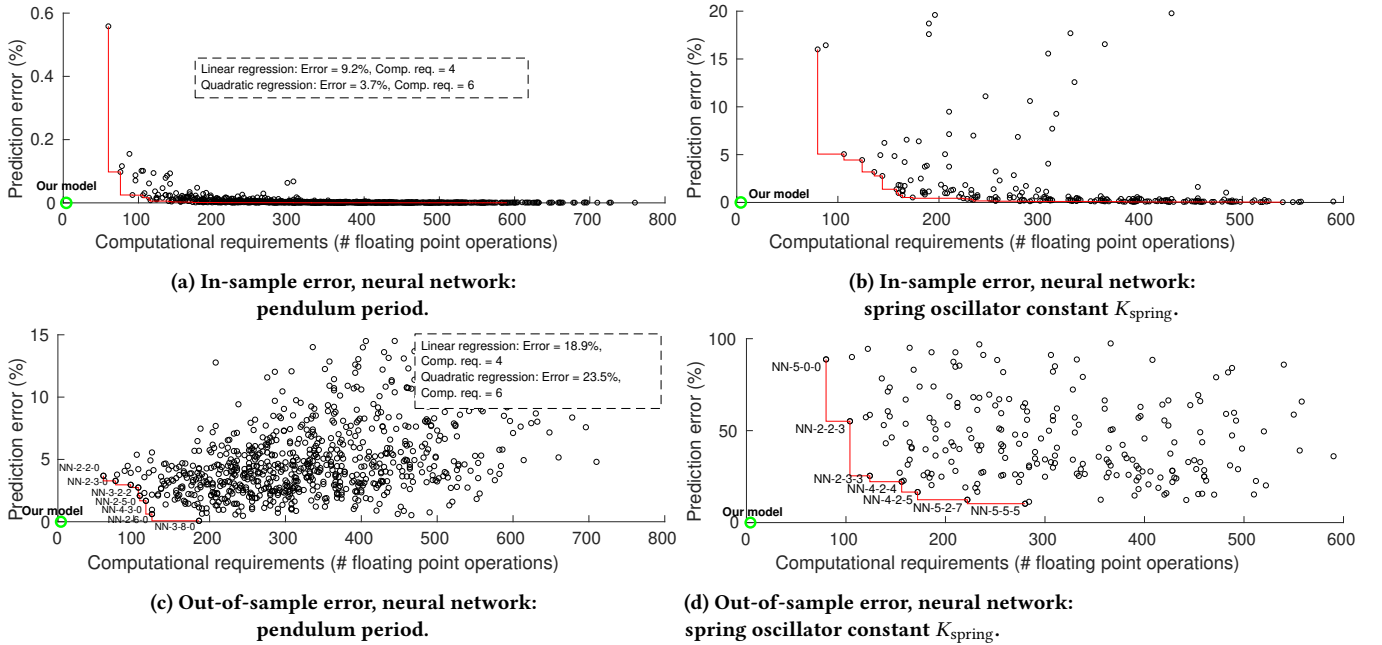 0.6
0.4
0.2
0
Prediction error (%)
Linear regression: Error = 9.2%, Comp. req. = 4
Quadratic regression: Error = 3.7%, Comp. req. = 6
Our model
0 100 200 300 400 500 600 700 800
Computational requirements (# floating point operations)
(a) In-sample error, neural network:
pendulum period.
20
15
10
5
0
Prediction error (%)
Our model
0 100 200 300 400 500 600
Computational requirements (# floating point operations)
(b) In-sample error, neural network:
spring oscillator constant Kspring.
15
10
5
0
Prediction error (%)
Linear regression: Error = 18.9%,
Comp. req. = 4
Quadratic regression: Error = 23.5%,
Comp. req. = 6
NN-2-2-0
NN-2-3-0
NN-3-2-2
NN-2-5-0
NN-4-3-0
NN-2-6-0
NN-3-8-0
Our model
0 100 200 300 400 500 600 700 800
Computational requirements (# floating point operations)
(c) Out-of-sample error, neural network:
pendulum period.
100
50
0
Prediction error (%)
NN-5-0-0
NN-2-2-3
NN-2-3-3
NN-4-2-4
NN-4-2-5
NN-5-2-7
NN-5-5-5
Our model
0 100 200 300 400 500 600
Computational requirements (# floating point operations)
(d) Out-of-sample error, neural network:
spring oscillator constant Kspring.